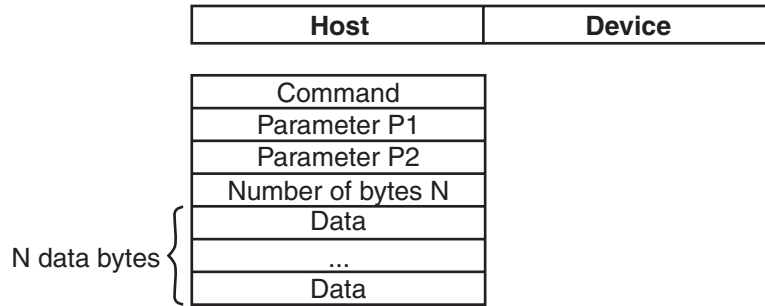 Host Device
Command
Parameter P1
Parameter P2
Number of bytes N
Data
N data bytes ...
Data